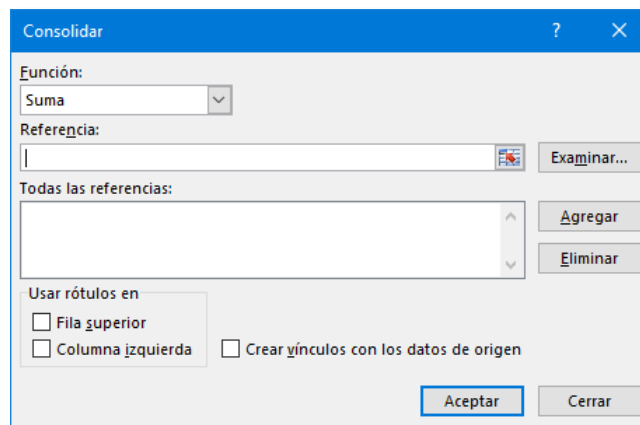 Consolidar
Función:
Suma
Referencia:
Examinar...
Todas las referencias:
Agregar
Eliminar
Usar rótulos en
Fila superior
Columna izquierda
Crear vínculos con los datos de origen
Aceptar
Cerrar